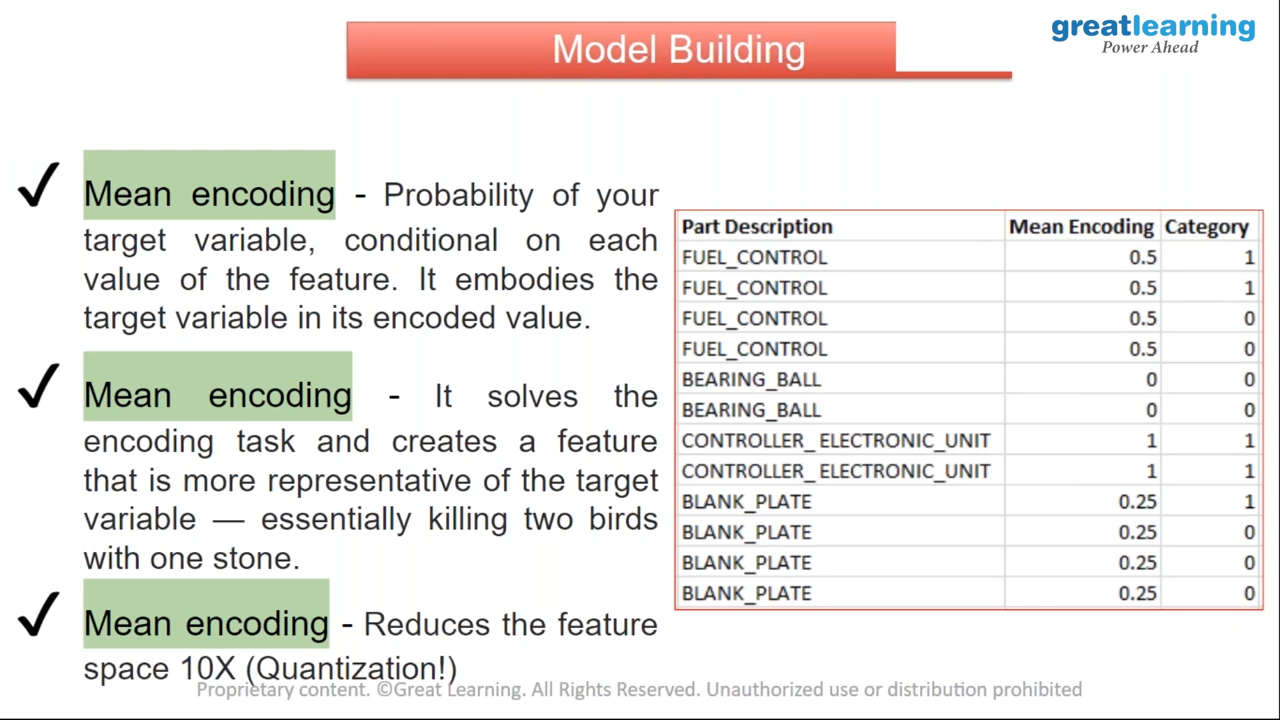 Model Building
greatlearning
Power Ahead
✓ Mean encoding - Probability of your
target variable, conditional on each
value of the feature. It embodies the
target variable in its encoded value.
✓ Mean encoding - It solves the
encoding task and creates a feature
that is more representative of the target
variable — essentially killing two birds
with one stone.
✓ Mean encoding - Reduces the feature
space 10X (Quantization!)
Part Description Mean Encoding Category
FUEL_CONTROL 0.5 1
FUEL_CONTROL 0.5 1
FUEL_CONTROL 0.5 0
FUEL_CONTROL 0.5 0
BEARING_BALL 0 0
BEARING_BALL 0 0
CONTROLLER_ELECTRONIC_UNIT 1 1
CONTROLLER_ELECTRONIC_UNIT 1 1
BLANK_PLATE 0.25 1
BLANK_PLATE 0.25 0
BLANK_PLATE 0.25 0
BLANK_PLATE 0.25 0
Proprietary content. ©Great Learning. All Rights Reserved. Unauthorized use or distribution prohibited